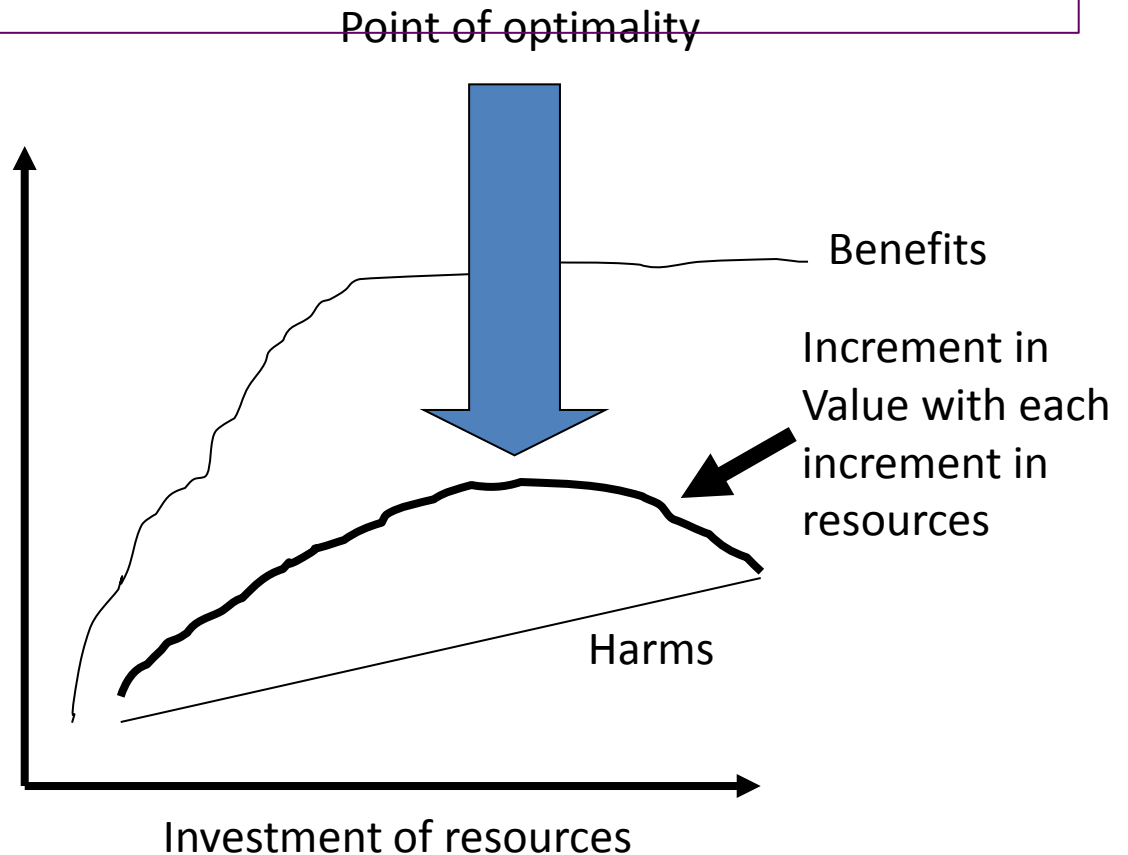 Point of optimality
Benefits
Increment in
Value with each
increment in
resources
Harms
Investment of resources